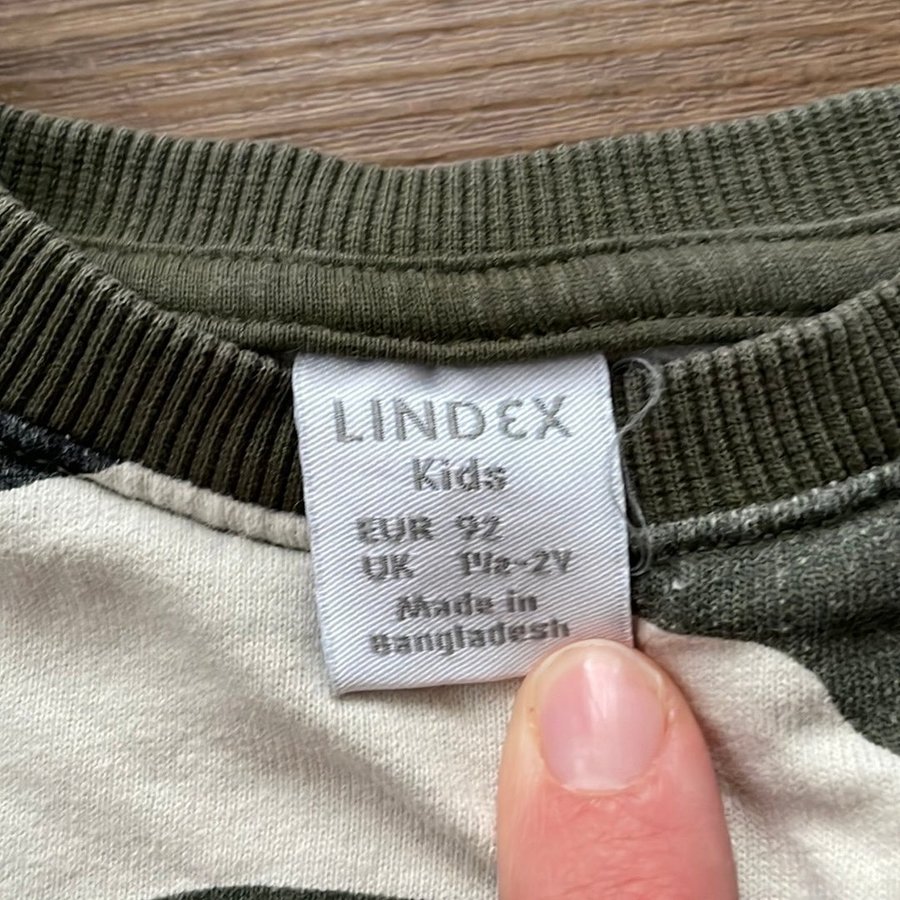 LINDEX
Kids
EUR 92
UK 1½-2Y
Made in
Bangladesh